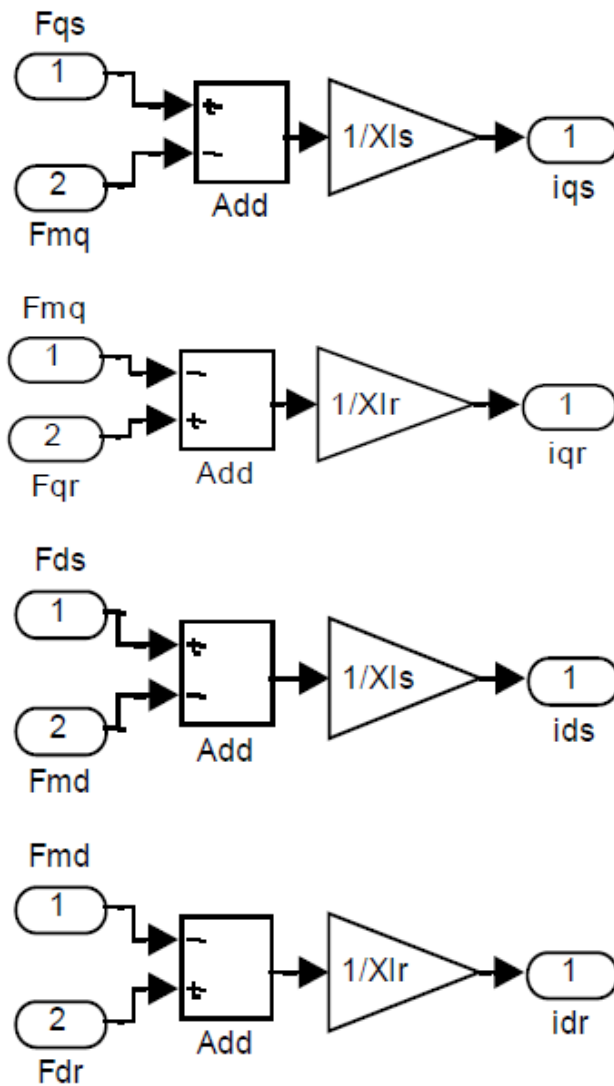 Fqs
1
+
1/Xls
1
−
2
Add
iqs
Fmq
Fmq
1
−
1/Xlr
1
+
2
Add
iqr
Fqr
Fds
1
+
1/Xls
1
−
2
Add
ids
Fmd
Fmd
1
−
1/Xlr
1
+
2
Add
idr
Fdr